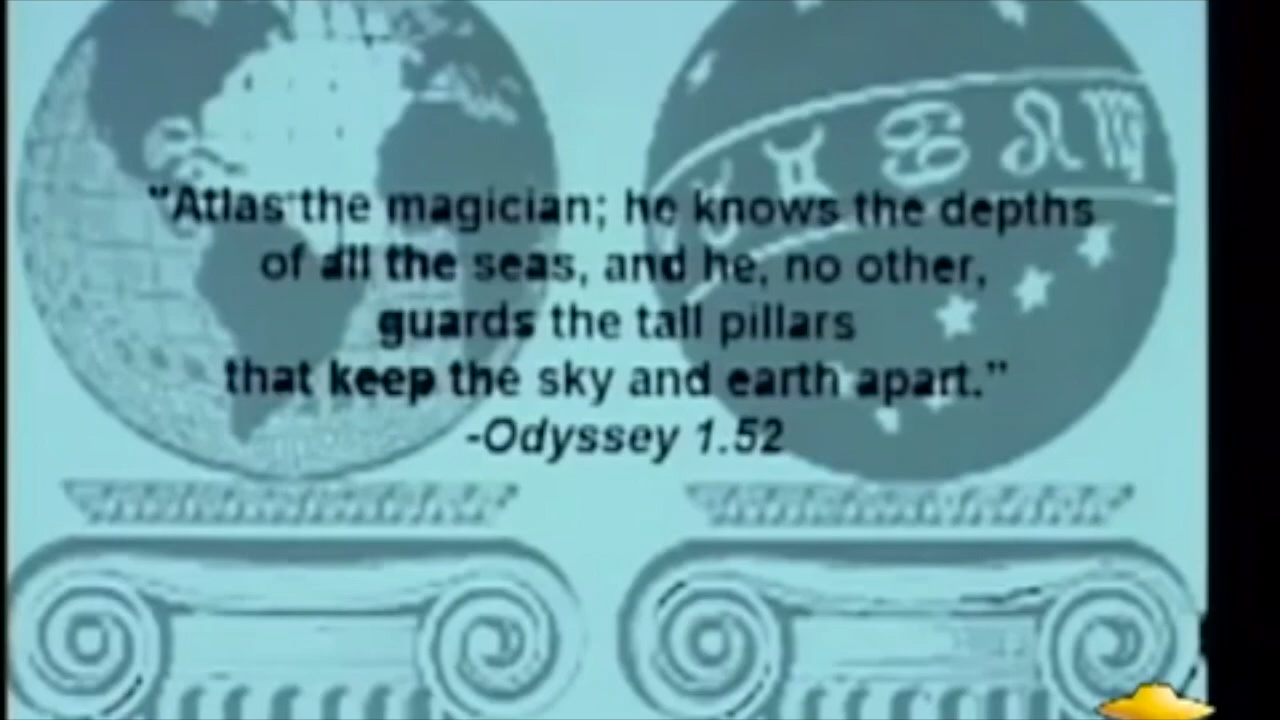 "Atlas the magician; he knows the depths
of all the seas, and he, no other,
guards the tall pillars
that keep the sky and earth apart."
-Odyssey 1.52